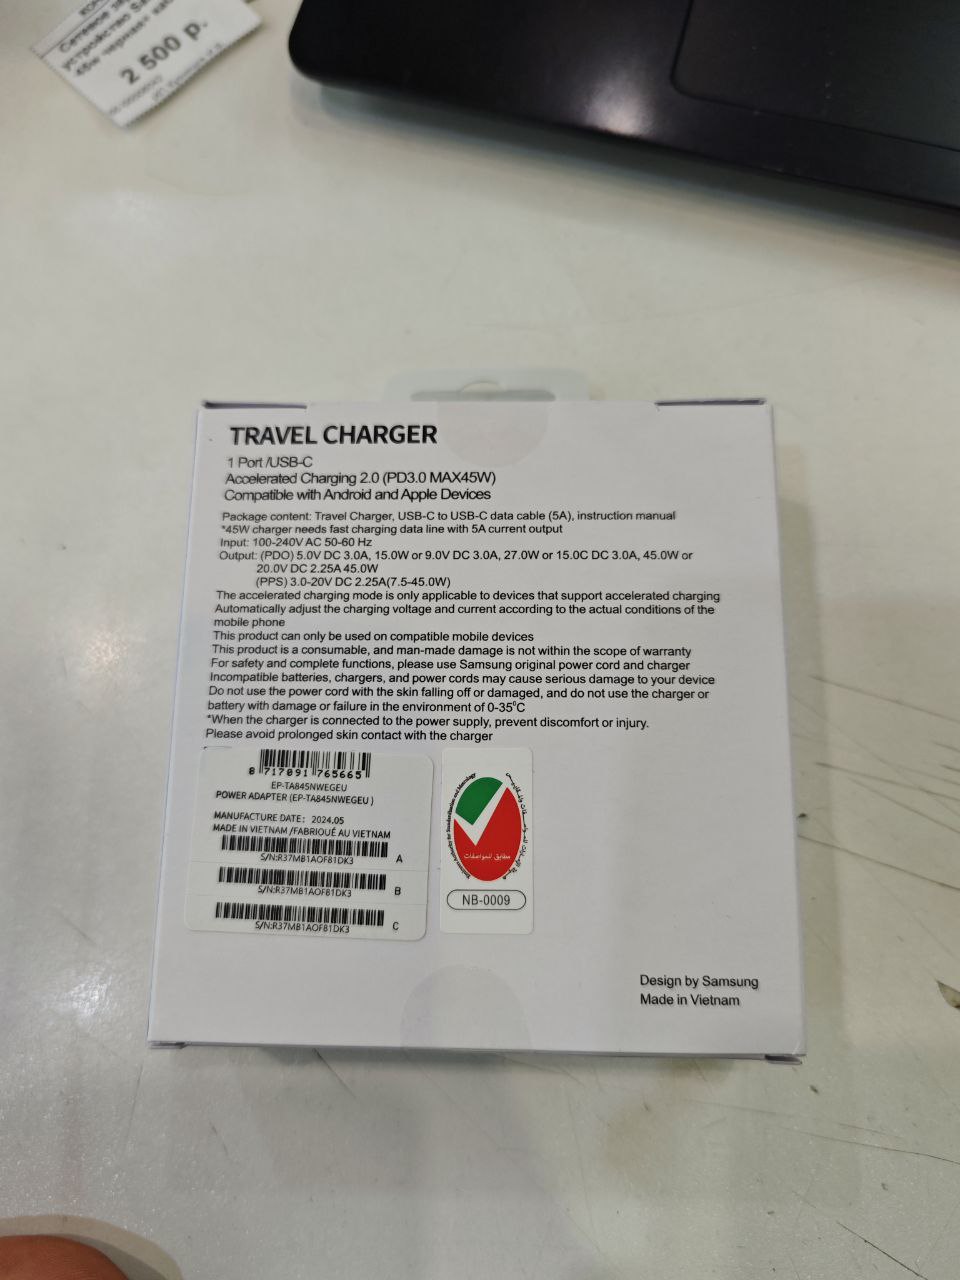 2 500 р.
TRAVEL CHARGER
1 Port /USB-C
Accelerated Charging 2.0 (PD3.0 MAX45W)
Compatible with Android and Apple Devices
Package content: Travel Charger, USB-C to USB-C data cable (5A), instruction manual
*45W charger needs fast charging data line with 5A current output
Input: 100-240V AC 50-60 Hz
Output: (PDO) 5.0V DC 3.0A, 15.0W or 9.0V DC 3.0A, 27.0W or 15.0C DC 3.0A, 45.0W or
20.0V DC 2.25A 45.0W
(PPS) 3.0-20V DC 2.25A(7.5-45.0W)
The accelerated charging mode is only applicable to devices that support accelerated charging
Automatically adjust the charging voltage and current according to the actual conditions of the
mobile phone
This product can only be used on compatible mobile devices
This product is a consumable, and man-made damage is not within the scope of warranty
For safety and complete functions, please use Samsung original power cord and charger
Incompatible batteries, chargers, and power cords may cause serious damage to your device
Do not use the power cord with the skin falling off or damaged, and do not use the charger or
battery with damage or failure in the environment of 0-35°C
*When the charger is connected to the power supply, prevent discomfort or injury.
Please avoid prolonged skin contact with the charger
8 717091 765665
EP-TA845NWEGEU
POWER ADAPTER (EP-TA845NWEGEU )
MANUFACTURE DATE: 2024.05
MADE IN VIETNAM /FABRIQUÉ AU VIETNAM
S/N:R37MB1AOF81DK3 A
S/N:R37MB1AOF81DK3 B
S/N:R37MB1AOF81DK3 C
مطابق للمواصفات
NB-0009
Design by Samsung
Made in Vietnam